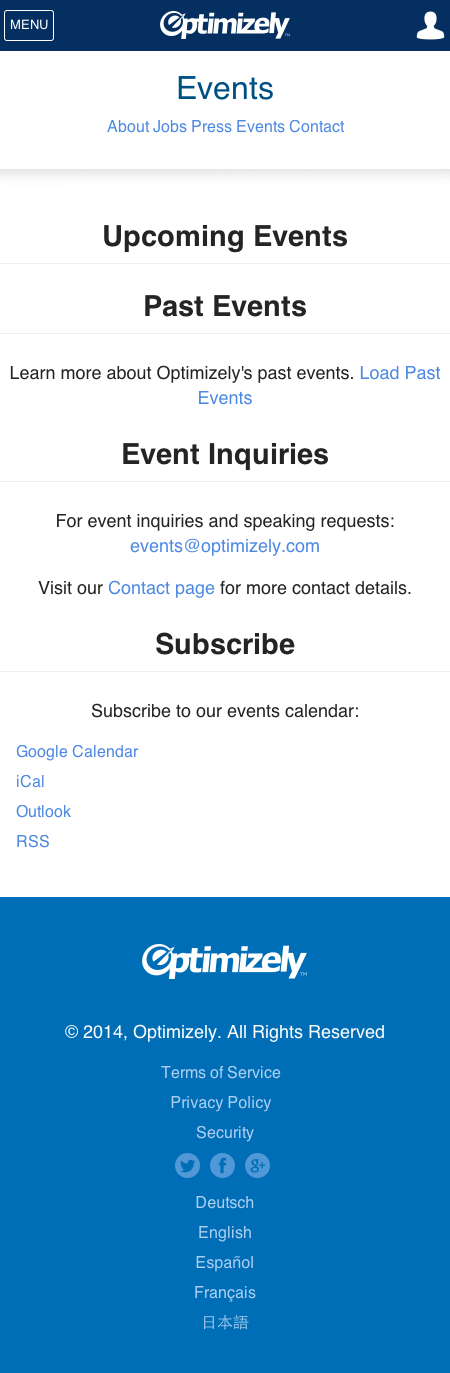 MENU
Optimizely
Events
About Jobs Press Events Contact
Upcoming Events
Past Events
Learn more about Optimizely's past events. Load Past
Events
Event Inquiries
For event inquiries and speaking requests:
events@optimizely.com
Visit our Contact page for more contact details.
Subscribe
Subscribe to our events calendar:
Google Calendar
iCal
Outlook
RSS
Optimizely
© 2014, Optimizely. All Rights Reserved
Terms of Service
Privacy Policy
Security
Deutsch
English
Español
Français
日本語